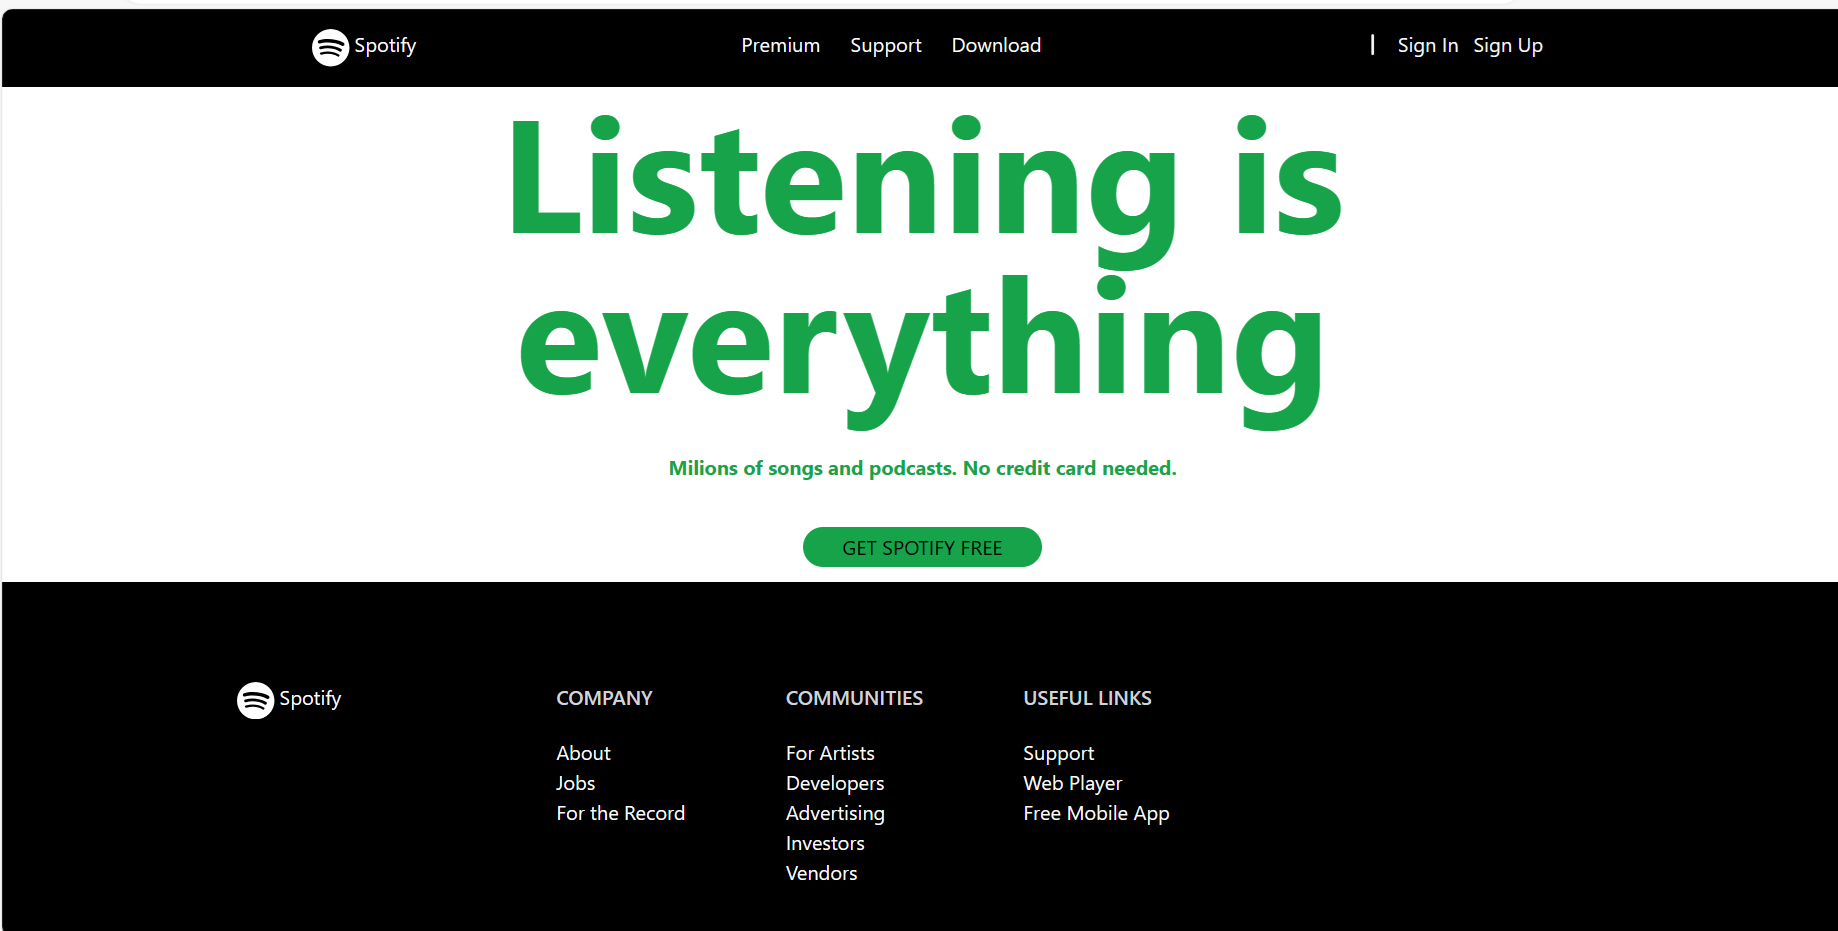 Spotify Premium Support Download | Sign In Sign Up
Listening is
everything
Milions of songs and podcasts. No credit card needed.
GET SPOTIFY FREE
Spotify
COMPANY
About
Jobs
For the Record
COMMUNITIES
For Artists
Developers
Advertising
Investors
Vendors
USEFUL LINKS
Support
Web Player
Free Mobile App